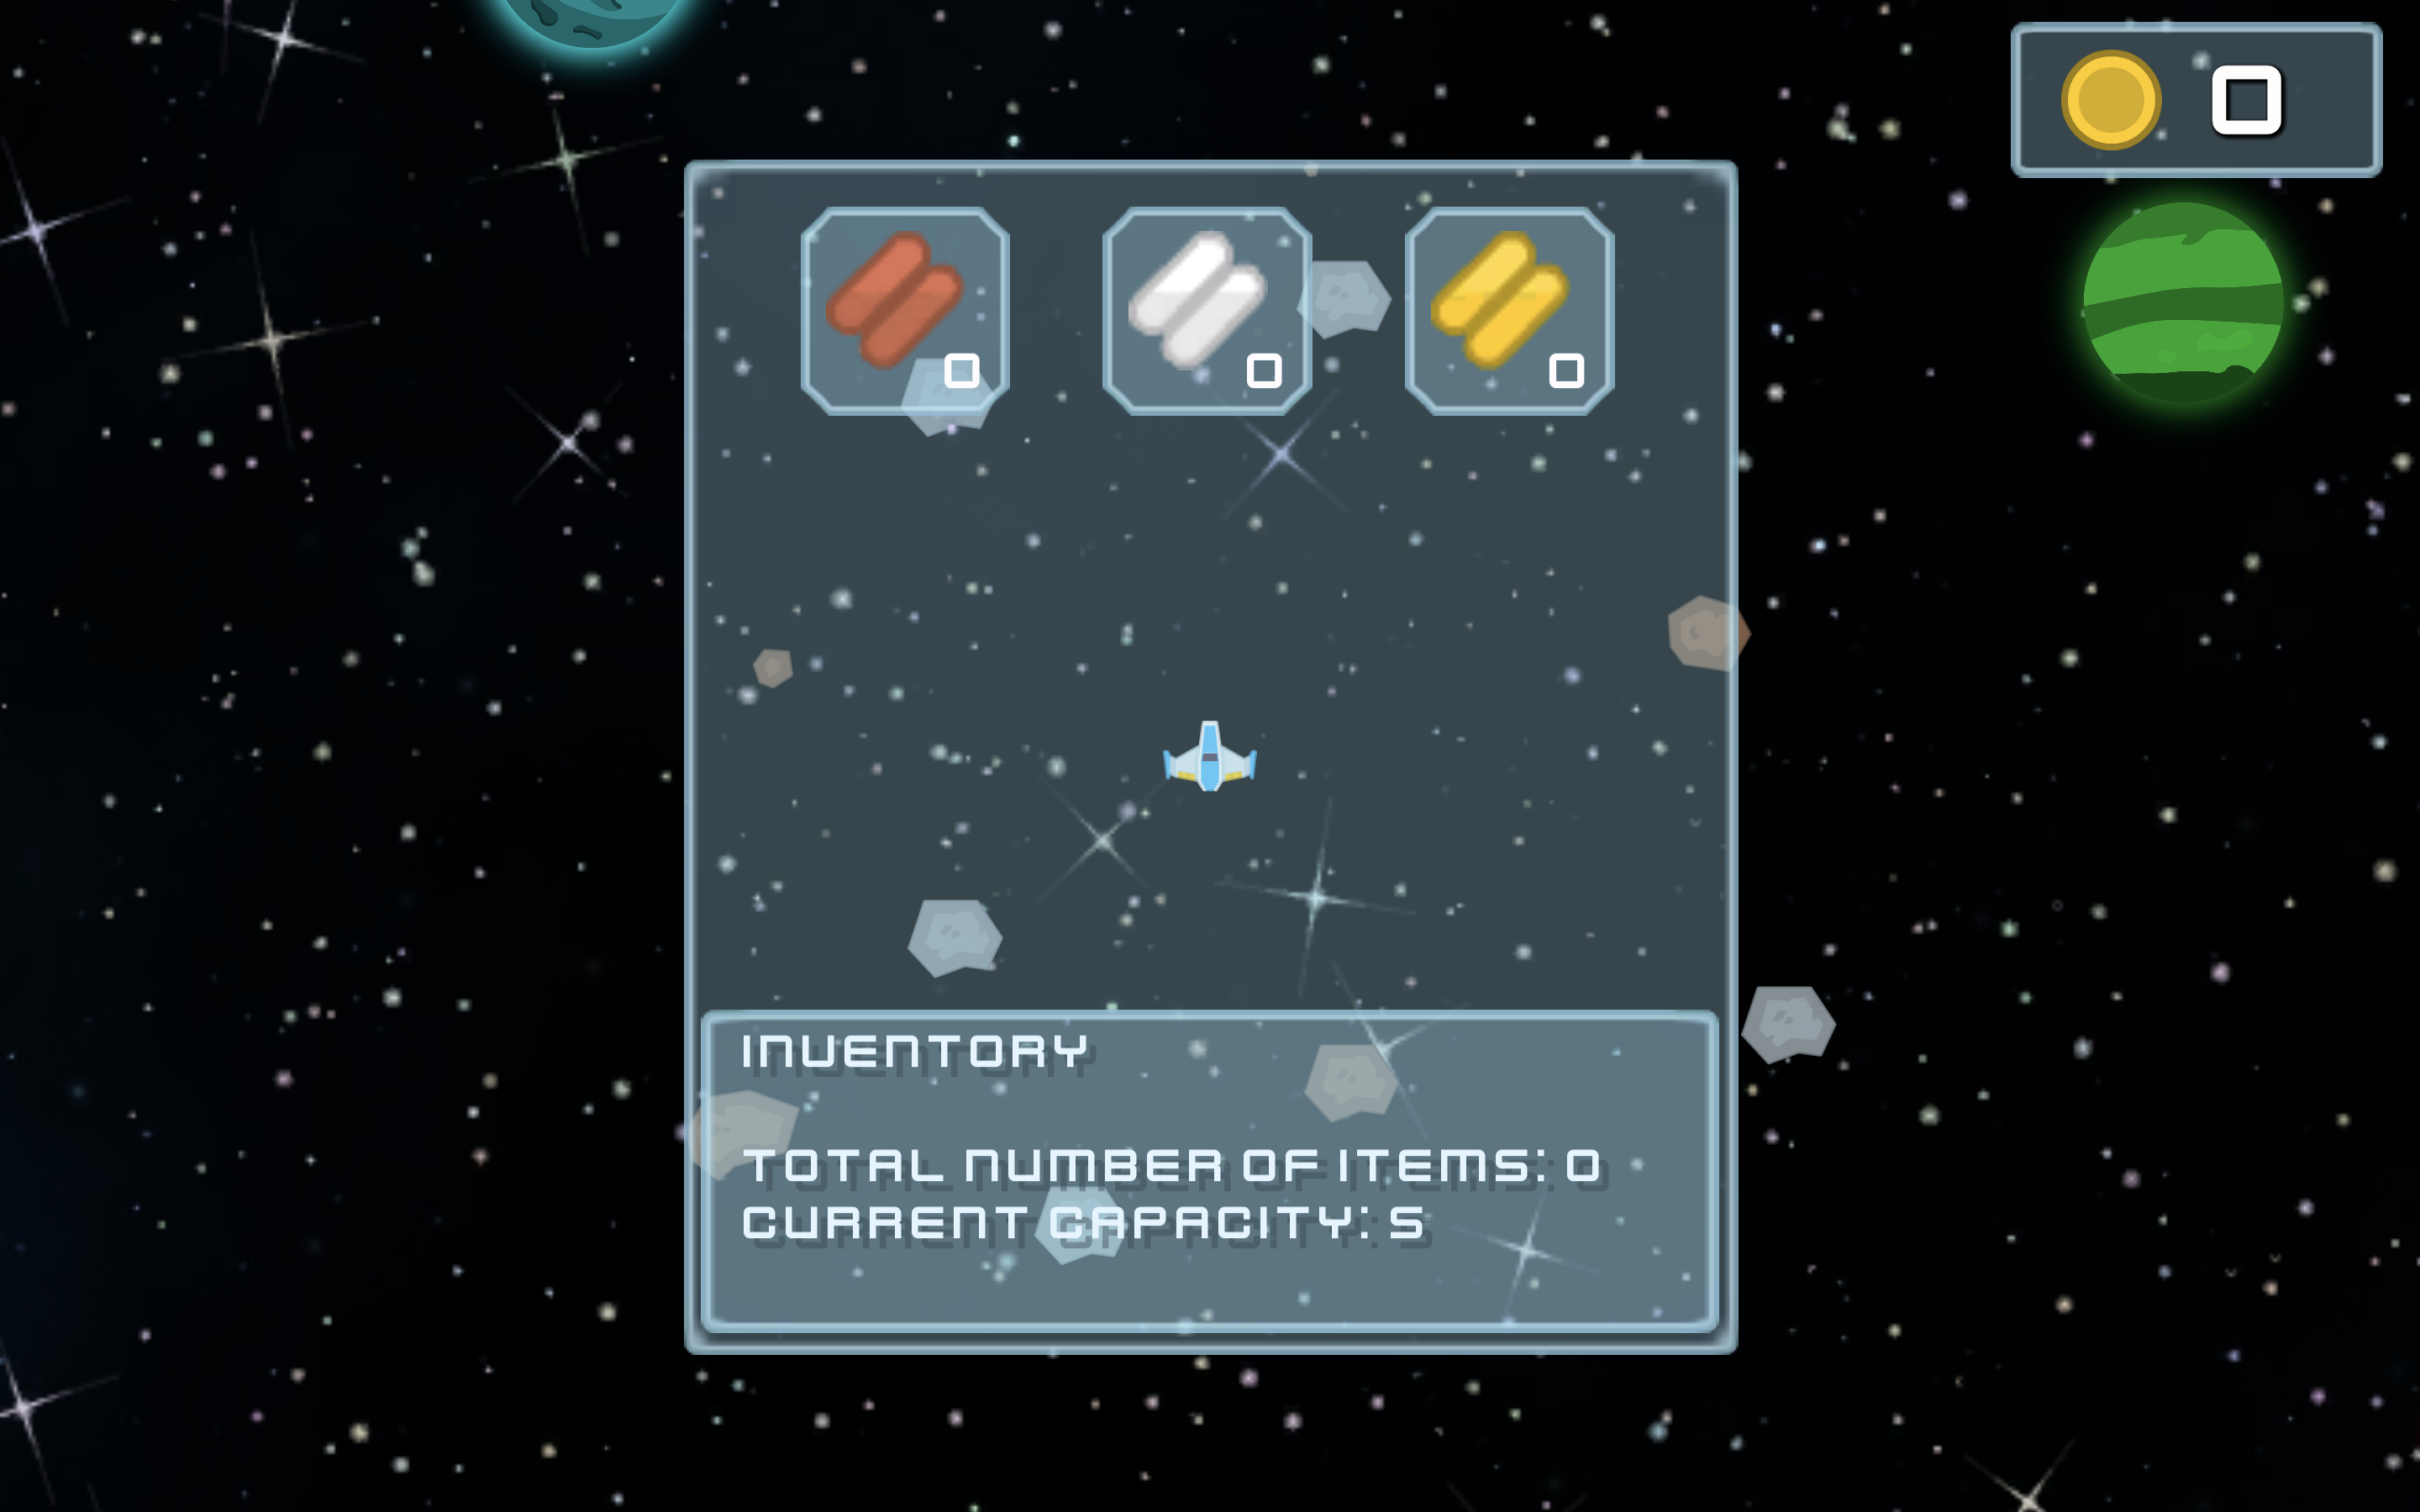 0
0 0 0
INVENTORY
TOTAL NUMBER OF ITEMS: 0
CURRENT CAPACITY: 5